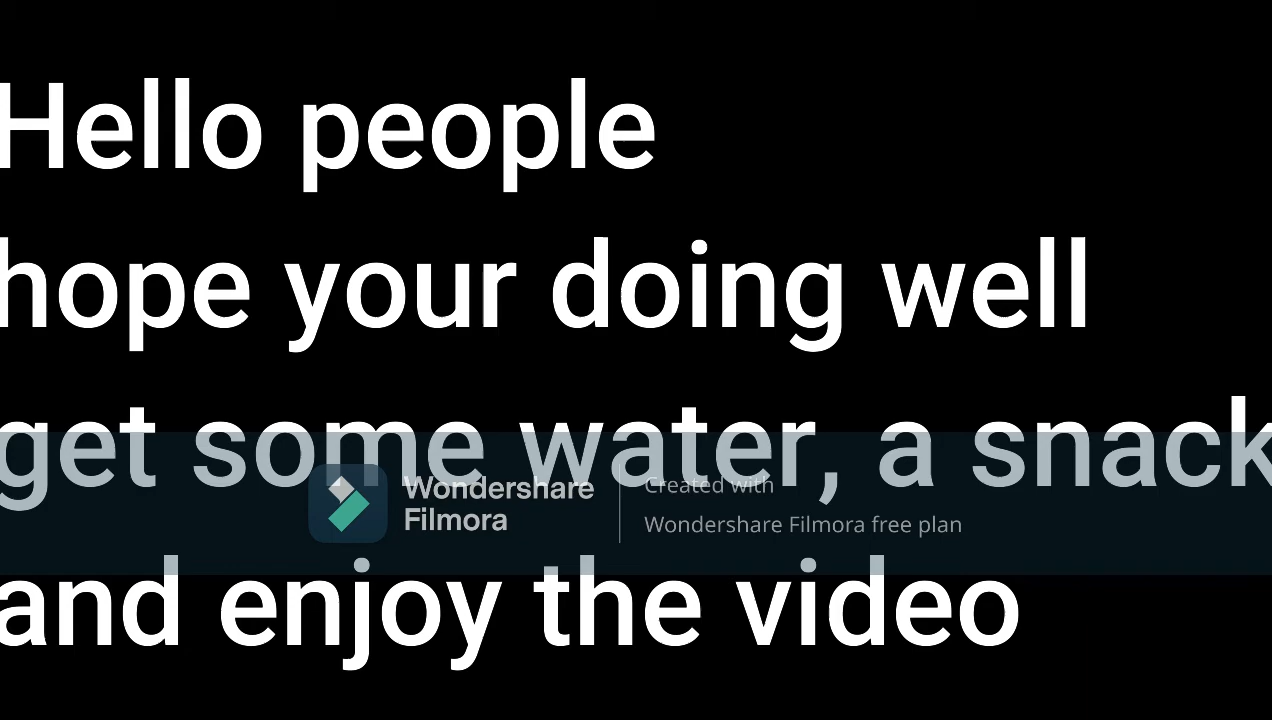 Hello people
hope your doing well
get some water, a snack
Wondershare
Filmora
Created with
Wondershare Filmora free plan
and enjoy the video